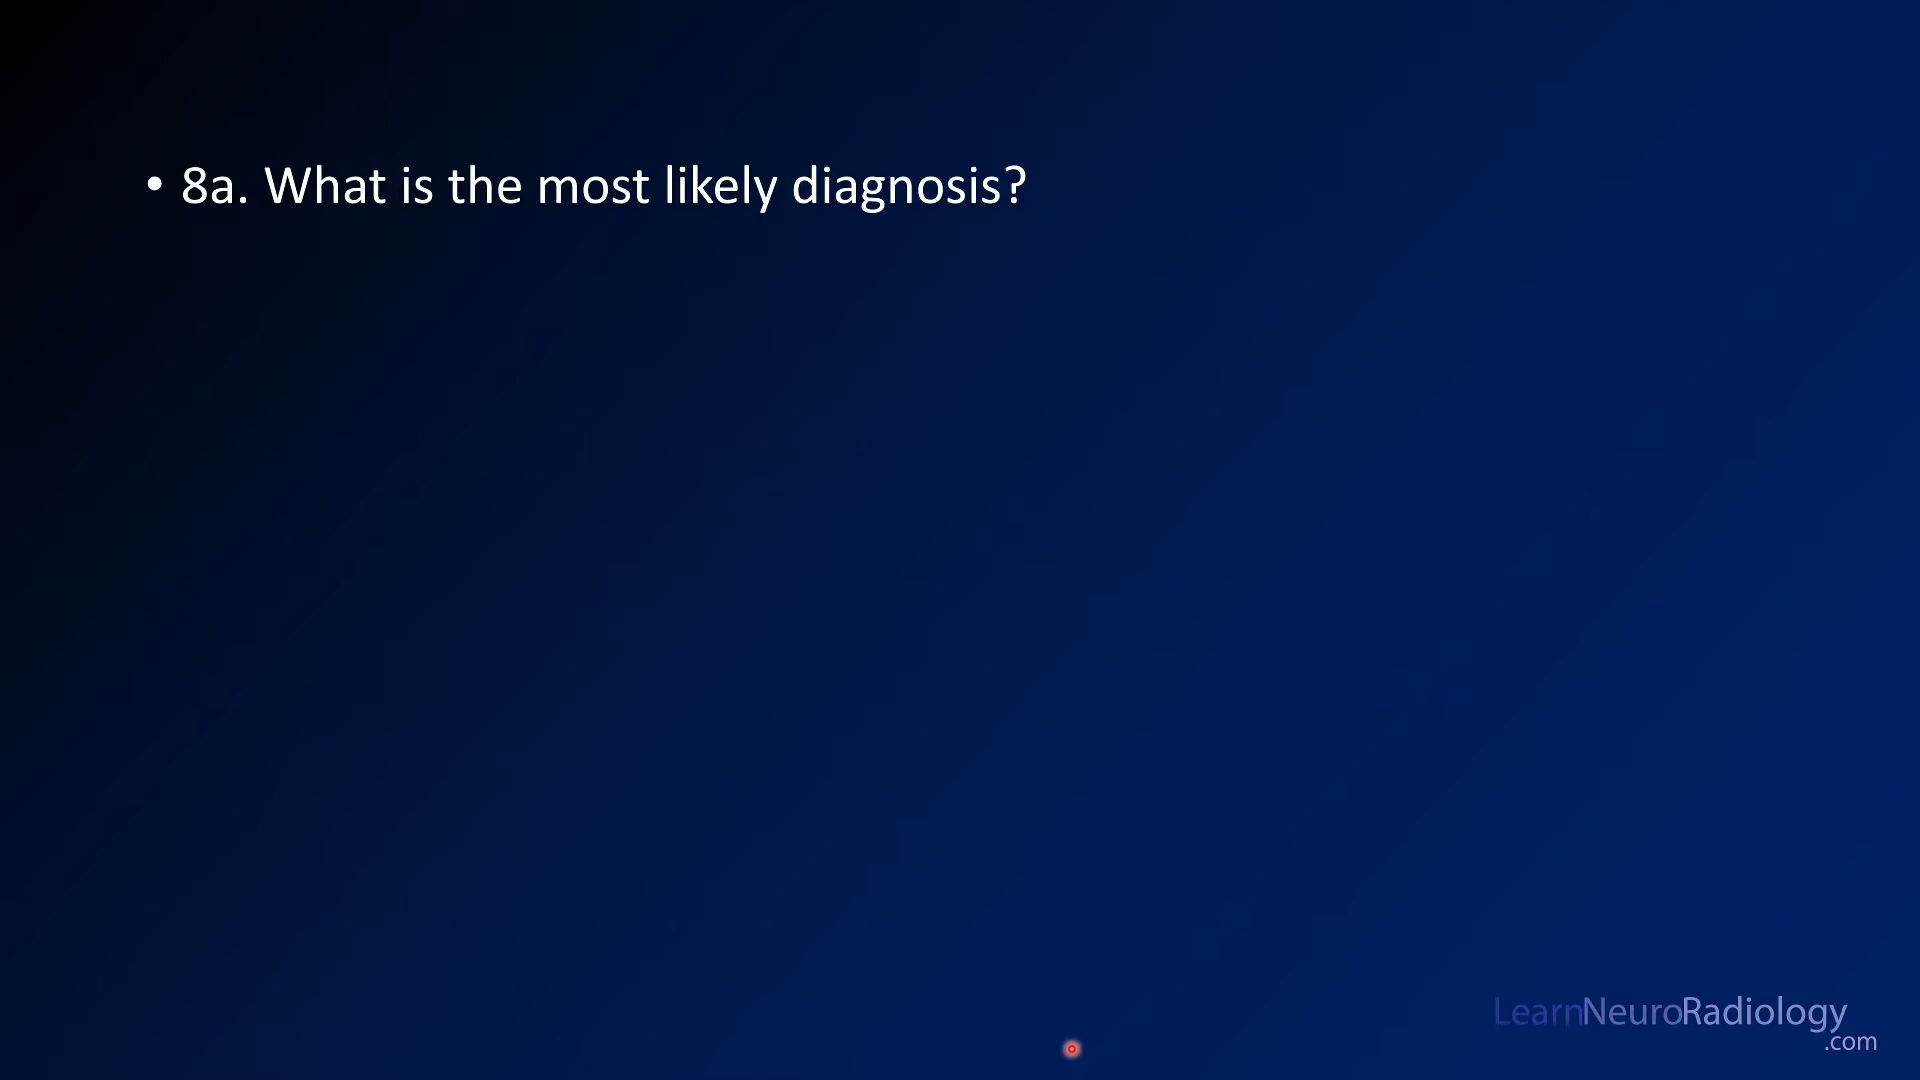 • 8a. What is the most likely diagnosis?
LearnNeuroRadiology
.com